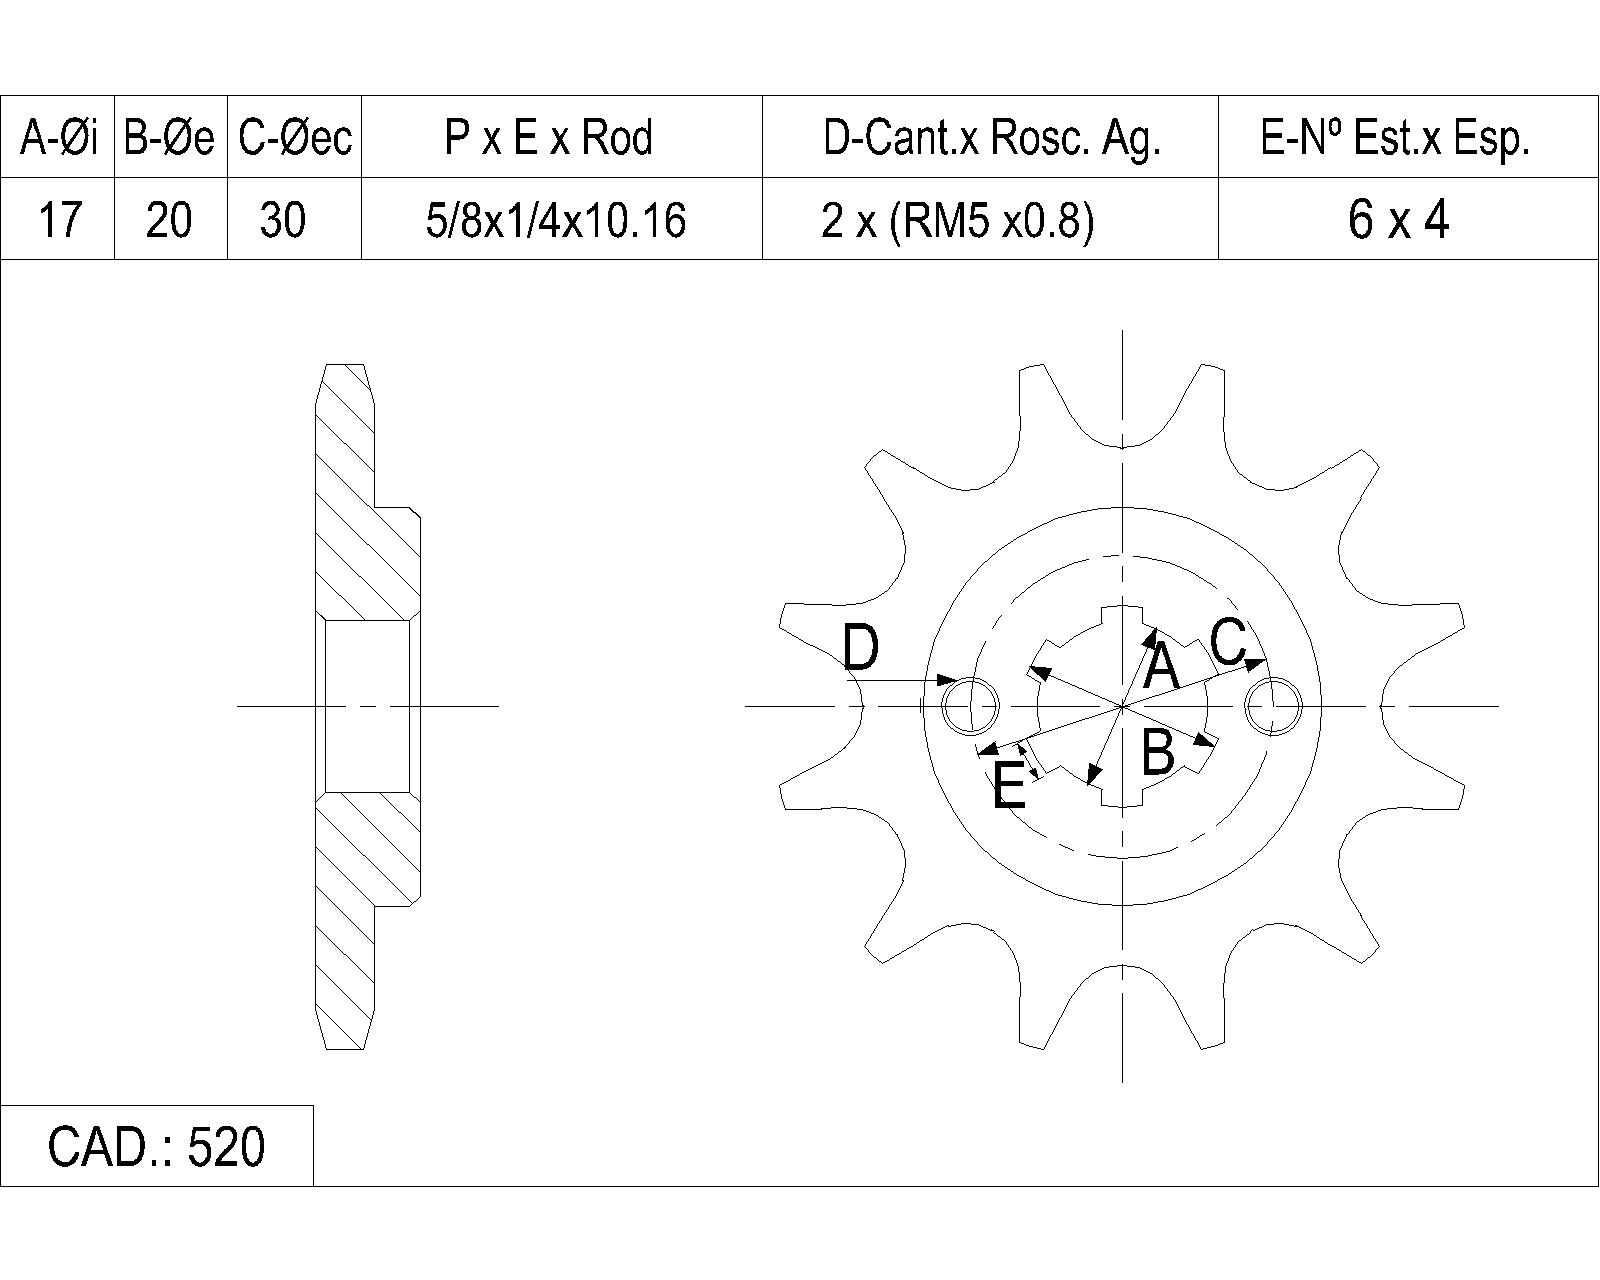 A-Øi B-Øe C-Øec P x E x Rod D-Cant.x Rosc. Ag. E-Nº Est.x Esp.
17 20 30 5/8x1/4x10.16 2 x (RM5 x0.8) 6 x 4
D
A
C
B
E
CAD.: 520